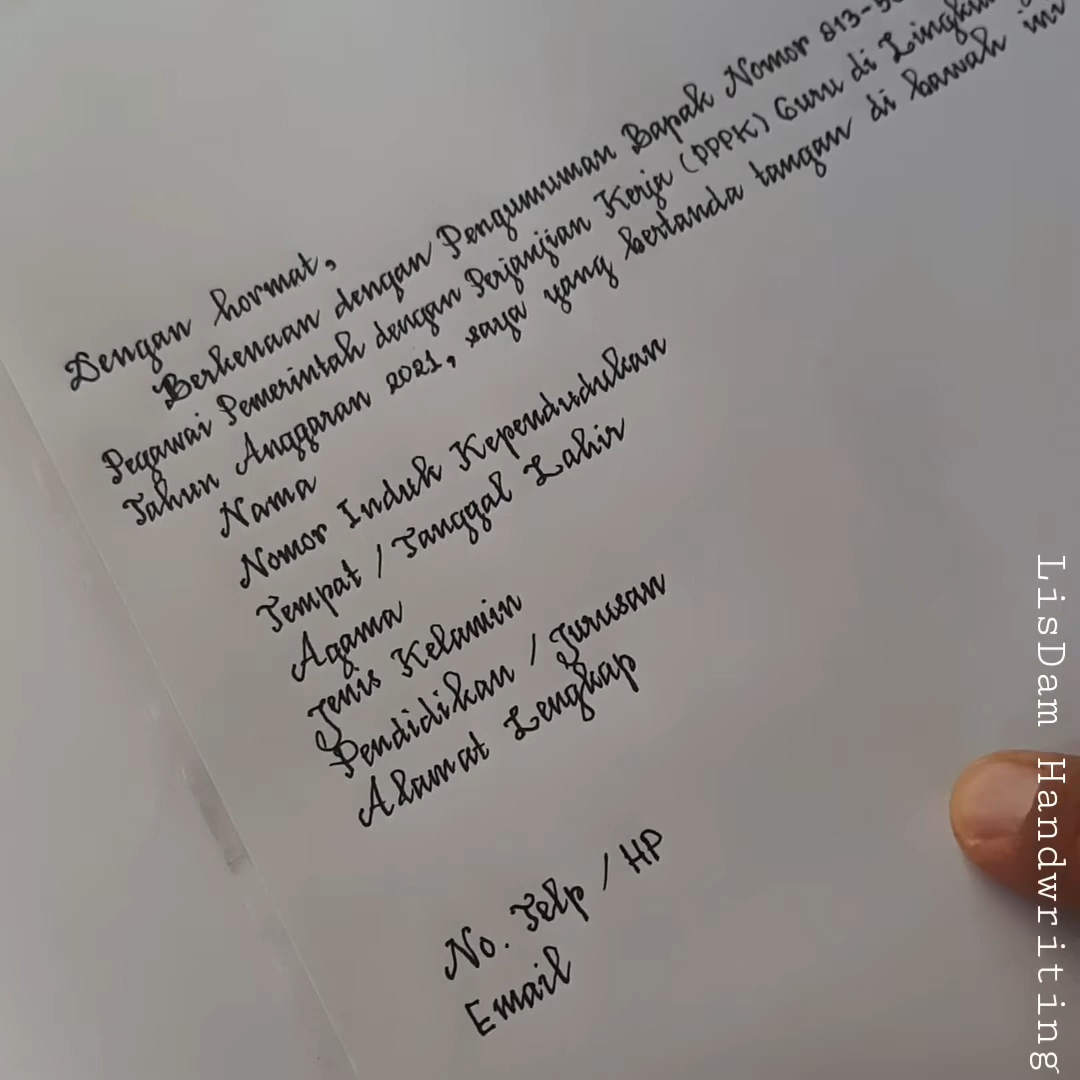 Dengan hormat,
Berkenaan dengan Pengumuman Bapak Nomor 813-
Pegawai Pemerintah dengan Perjanjian Kerja (PPPK) Guru di
Tahun Anggaran 2021, saya yang bertanda tangan di bawah ini
Nama
Nomor Induk Kependudukan
Tempat / Tanggal Lahir
Agama
Jenis Kelamin
Pendidikan / Jurusan
Alamat Lengkap
No. Telp / HP
Email
LisDam Handwriting